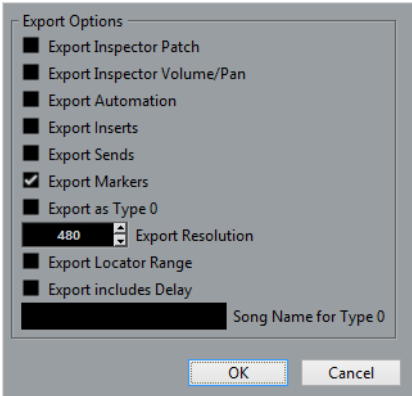 Export Options
Export Inspector Patch
Export Inspector Volume/Pan
Export Automation
Export Inserts
Export Sends
Export Markers
Export as Type 0
480 Export Resolution
Export Locator Range
Export includes Delay
Song Name for Type 0
OK Cancel